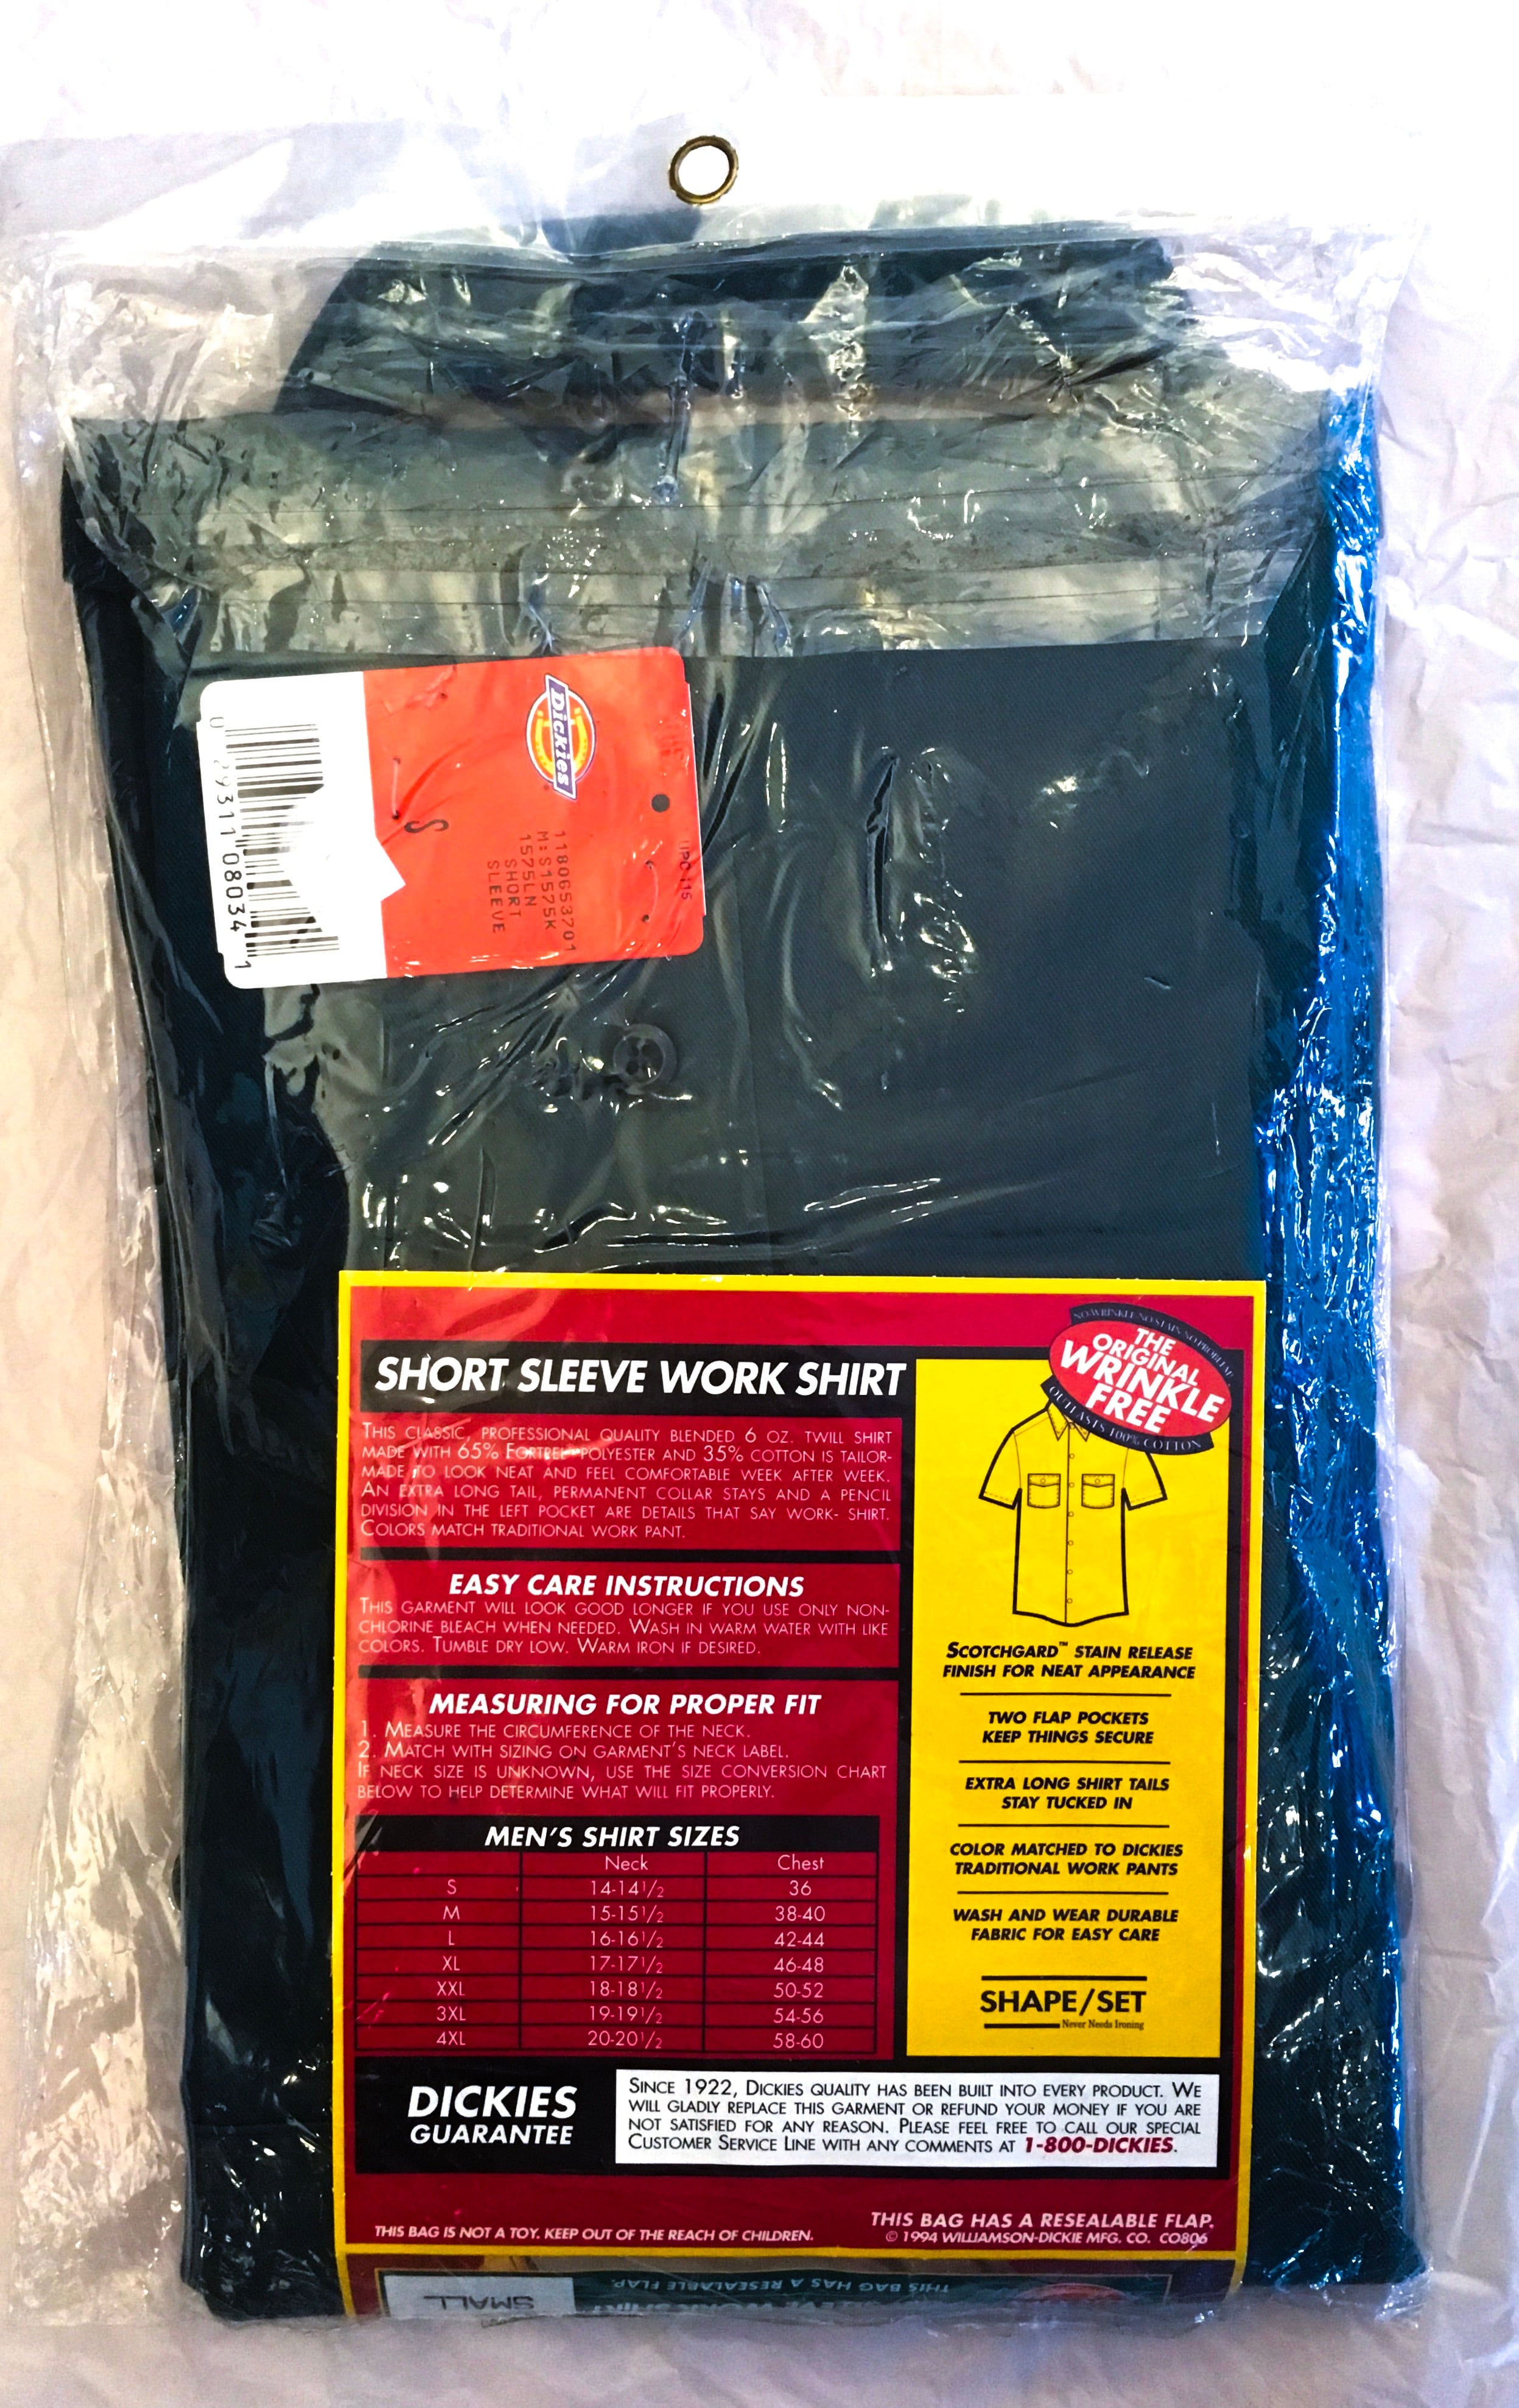 Dickies
1180653701
M:S1575K
1575LN
SHORT
SLEEVE
S
SHORT SLEEVE WORK SHIRT
THIS CLASSIC, PROFESSIONAL QUALITY BLENDED 6 OZ. TWILL SHIRT
MADE WITH 65% FORTREL POLYESTER AND 35% COTTON IS TAILOR-
MADE TO LOOK NEAT AND FEEL COMFORTABLE WEEK AFTER WEEK.
AN EXTRA LONG TAIL, PERMANENT COLLAR STAYS AND A PENCIL
DIVISION IN THE LEFT POCKET ARE DETAILS THAT SAY WORK- SHIRT.
COLORS MATCH TRADITIONAL WORK PANT.
EASY CARE INSTRUCTIONS
THIS GARMENT WILL LOOK GOOD LONGER IF YOU USE ONLY NON-
CHLORINE BLEACH WHEN NEEDED. WASH IN WARM WATER WITH LIKE
COLORS. TUMBLE DRY LOW. WARM IRON IF DESIRED.
MEASURING FOR PROPER FIT
1. MEASURE THE CIRCUMFERENCE OF THE NECK.
2. MATCH WITH SIZING ON GARMENT'S NECK LABEL.
IF NECK SIZE IS UNKNOWN, USE THE SIZE CONVERSION CHART
BELOW TO HELP DETERMINE WHAT WILL FIT PROPERLY.
MEN'S SHIRT SIZES
Neck Chest
S 14-14 1/2 36
M 15-15 1/2 38-40
L 16-16 1/2 42-44
XL 17-17 1/2 46-48
XXL 18-18 1/2 50-52
3XL 19-19 1/2 54-56
4XL 20-20 1/2 58-60
NO WRINKLE NO STAIN NO PROBLEM
THE
ORIGINAL
WRINKLE
FREE
OUTLASTS 100% COTTON
SCOTCHGARD™ STAIN RELEASE
FINISH FOR NEAT APPEARANCE
TWO FLAP POCKETS
KEEP THINGS SECURE
EXTRA LONG SHIRT TAILS
STAY TUCKED IN
COLOR MATCHED TO DICKIES
TRADITIONAL WORK PANTS
WASH AND WEAR DURABLE
FABRIC FOR EASY CARE
SHAPE/SET
Never Needs Ironing
DICKIES
GUARANTEE
SINCE 1922, DICKIES QUALITY HAS BEEN BUILT INTO EVERY PRODUCT. WE
WILL GLADLY REPLACE THIS GARMENT OR REFUND YOUR MONEY IF YOU ARE
NOT SATISFIED FOR ANY REASON. PLEASE FEEL FREE TO CALL OUR SPECIAL
CUSTOMER SERVICE LINE WITH ANY COMMENTS AT 1-800-DICKIES.
THIS BAG IS NOT A TOY. KEEP OUT OF THE REACH OF CHILDREN.
THIS BAG HAS A RESEALABLE FLAP.
© 1994 WILLIAMSON-DICKIE MFG. CO. CO806
THIS BAG HAS A RESEALABLE FLAP.
SMALL